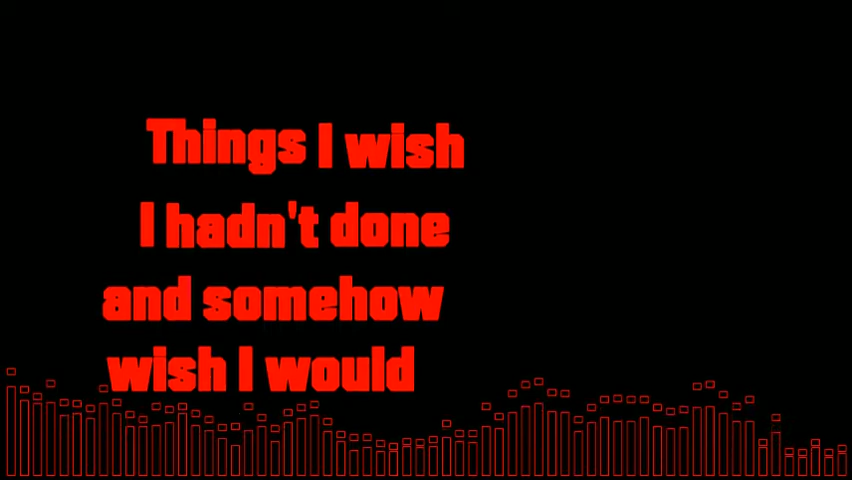 Things I wish
I hadn't done
and somehow
wish I would